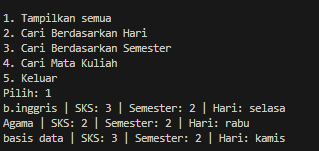 1. Tampilkan semua
2. Cari Berdasarkan Hari
3. Cari Berdasarkan Semester
4. Cari Mata Kuliah
5. Keluar
Pilih: 1
b.inggris | SKS: 3 | Semester: 2 | Hari: selasa
Agama | SKS: 2 | Semester: 2 | Hari: rabu
basis data | SKS: 3 | Semester: 2 | Hari: kamis